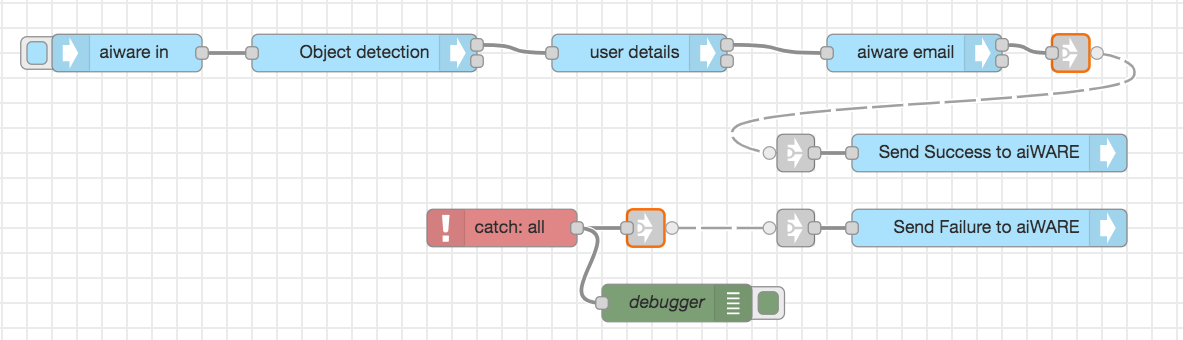 aiware in
Object detection
user details
aiware email
Send Success to aiWARE
catch: all
Send Failure to aiWARE
debugger